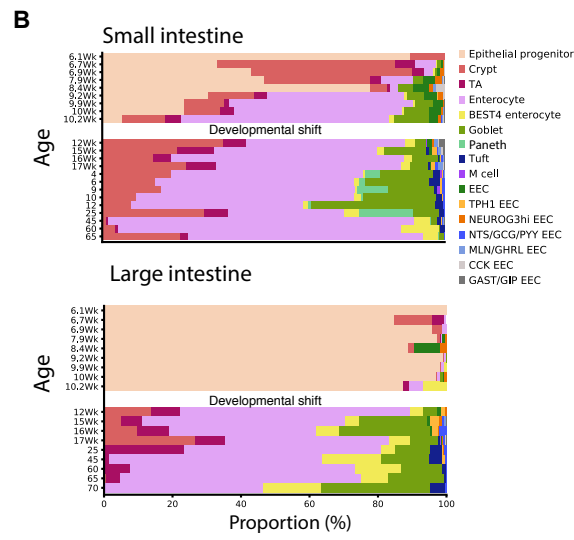 B
Small intestine
Age
6.1Wk
6.7Wk
6.9Wk
7.9Wk
8.4Wk
9.2Wk
9.9Wk
10Wk
10.2Wk
Developmental shift
12Wk
15Wk
16Wk
17Wk
4
6
9
10
12
25
45
60
65
Epithelial progenitor
Crypt
TA
Enterocyte
BEST4 enterocyte
Goblet
Paneth
Tuft
M cell
EEC
TPH1 EEC
NEUROG3hi EEC
NTS/GCG/PYY EEC
MLN/GHRL EEC
CCK EEC
GAST/GIP EEC
Large intestine
Age
6.1Wk
6.7Wk
6.9Wk
7.9Wk
8.4Wk
9.2Wk
9.9Wk
10Wk
10.2Wk
Developmental shift
12Wk
15Wk
16Wk
17Wk
25
45
60
65
70
0 20 40 60 80 100
Proportion (%)